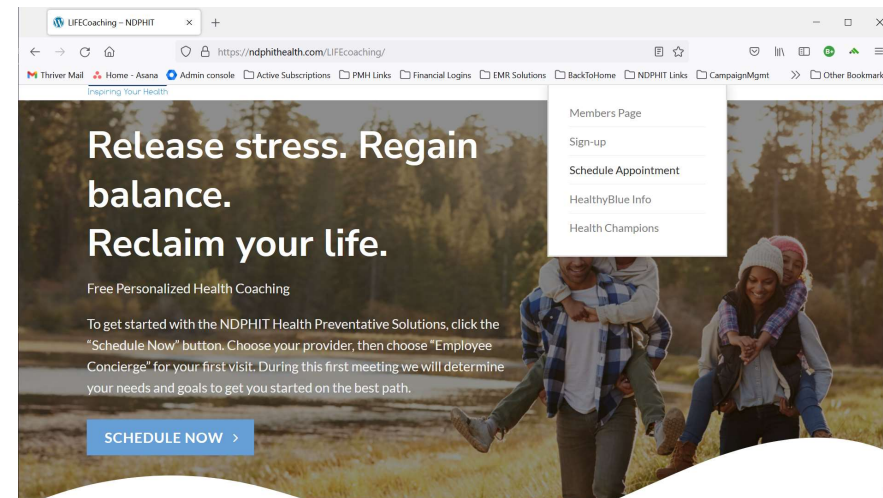 LIFECoaching – NDPHIT
https://ndphithealth.com/LIFEcoaching/
Thriver Mail Home - Asana Admin console Active Subscriptions PMH Links Financial Logins EMR Solutions BackToHome NDPHIT Links CampaignMgmt Other Bookmark
Inspiring Your Health
Members Page
Sign-up
Schedule Appointment
HealthyBlue Info
Health Champions
Release stress. Regain
balance.
Reclaim your life.
Free Personalized Health Coaching
To get started with the NDPHIT Health Preventative Solutions, click the
“Schedule Now” button. Choose your provider, then choose “Employee
Concierge” for your first visit. During this first meeting we will determine
your needs and goals to get you started on the best path.
SCHEDULE NOW >